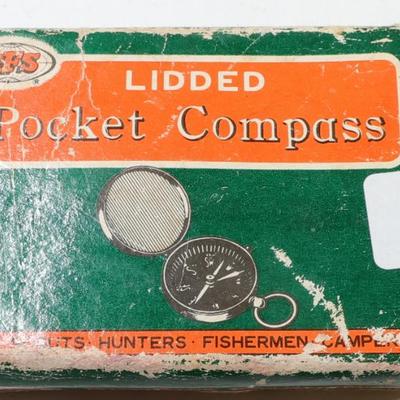 LIDDED
Pocket Compass
HUNTERS · FISHERMEN · CAMPER